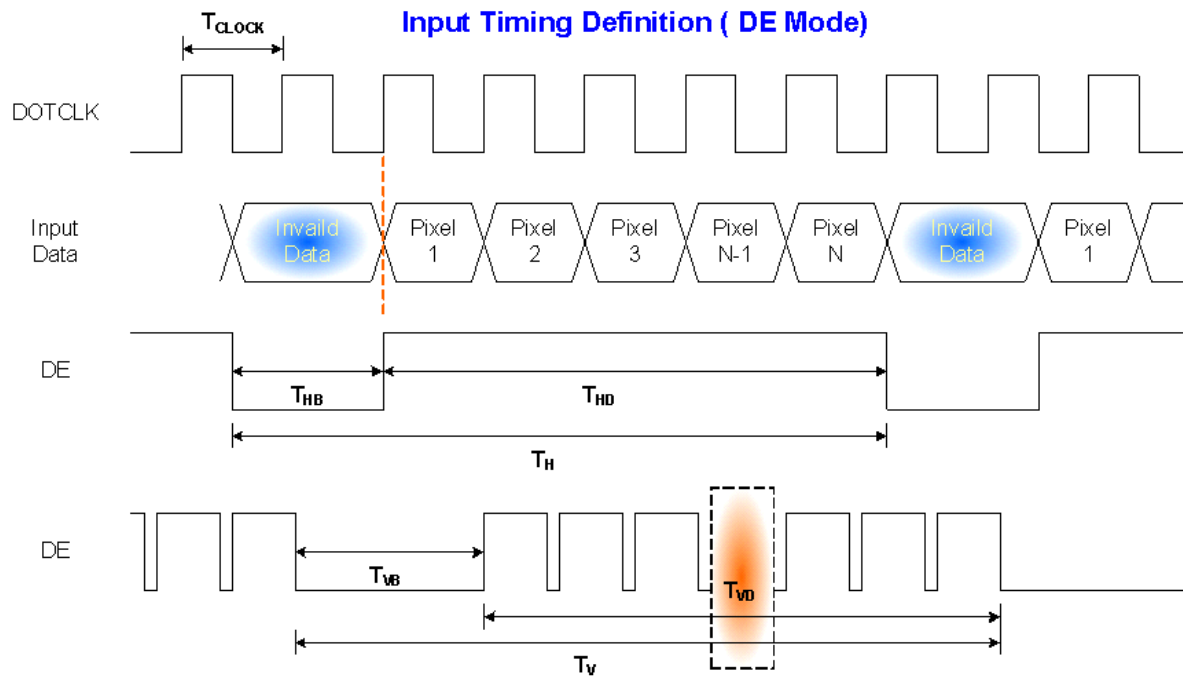 Input Timing Definition ( DE Mode)
TCLOCK
DOTCLK
Input
Data
Invaild
Data
Pixel
1
Pixel
2
Pixel
3
Pixel
N-1
Pixel
N
Invaild
Data
Pixel
1
DE
THB
THD
TH
DE
TVB
TVD
TV